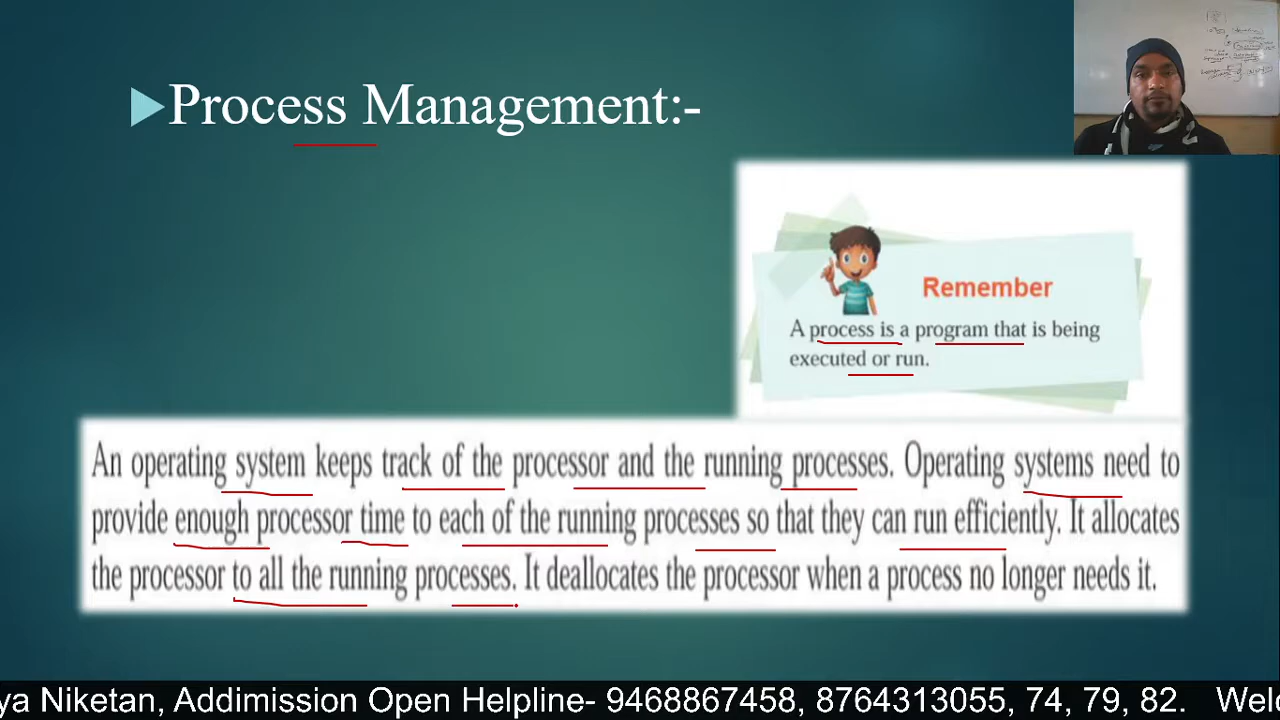 Process Management:-
Remember
A process is a program that is being
executed or run.
An operating system keeps track of the processor and the running processes. Operating systems need to
provide enough processor time to each of the running processes so that they can run efficiently. It allocates
the processor to all the running processes. It deallocates the processor when a process no longer needs it.
ya Niketan, Addimission Open Helpline- 9468867458, 8764313055, 74, 79, 82. Wel